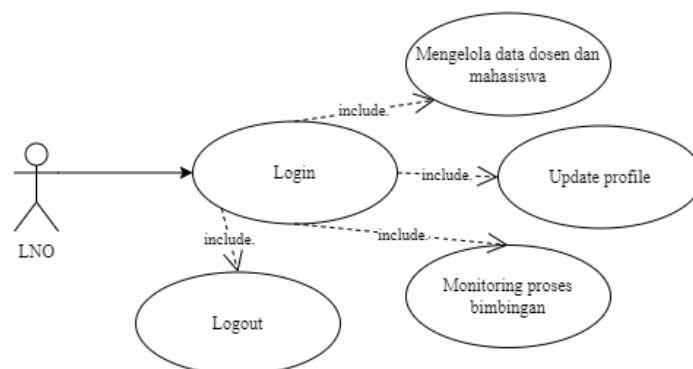 Mengelola data dosen dan
mahasiswa
include.
Login
include.
Update profile
LNO
include.
include.
Monitoring proses
bimbingan
Logout